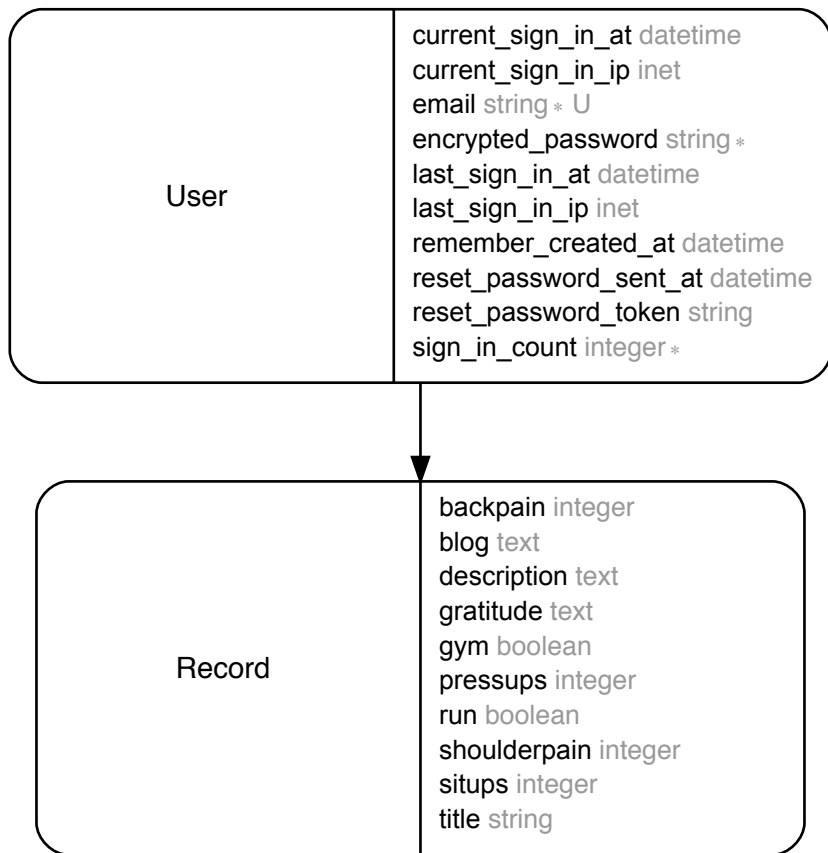 User
current_sign_in_at datetime
current_sign_in_ip inet
email string * U
encrypted_password string *
last_sign_in_at datetime
last_sign_in_ip inet
remember_created_at datetime
reset_password_sent_at datetime
reset_password_token string
sign_in_count integer *
Record
backpain integer
blog text
description text
gratitude text
gym boolean
pressups integer
run boolean
shoulderpain integer
situps integer
title string